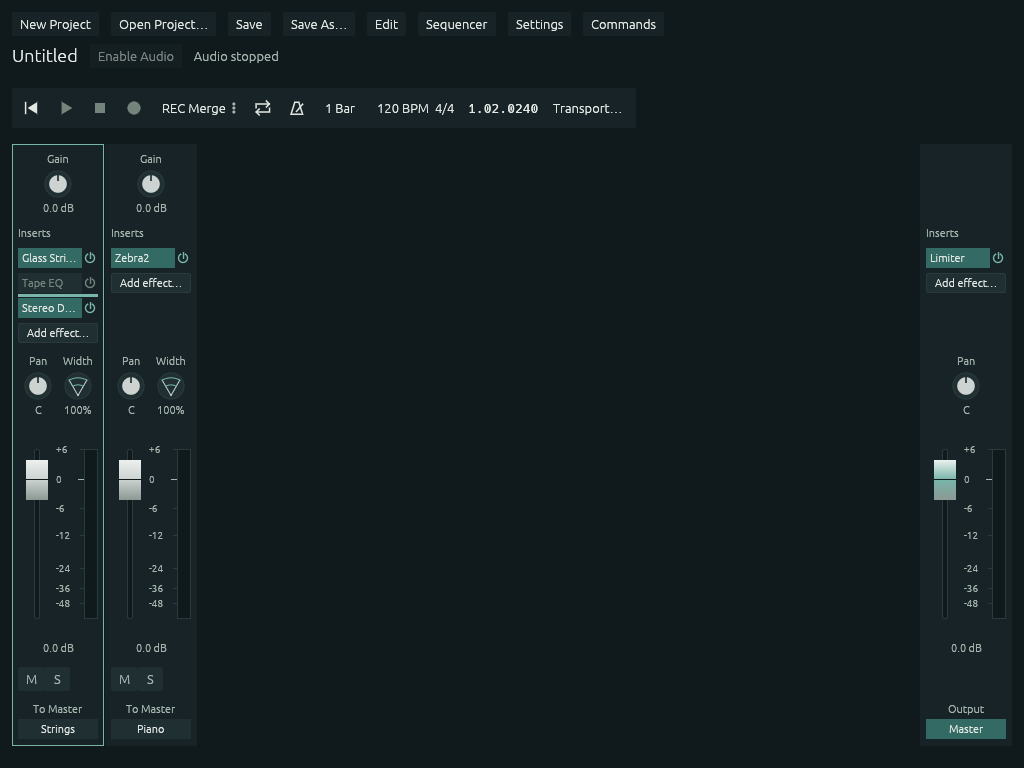 New Project Open Project... Save Save As... Edit Sequencer Settings Commands
Untitled Enable Audio Audio stopped
REC Merge 1 Bar 120 BPM 4/4 1.02.0240 Transport...
Gain Gain
0.0 dB 0.0 dB
Inserts Inserts Inserts
Glass Stri... Zebra2 Limiter
Tape EQ Add effect... Add effect...
Stereo D...
Add effect...
Pan Width Pan Width Pan
C 100% C 100% C
+6 +6 +6
0 0 0
-6 -6 -6
-12 -12 -12
-24 -24 -24
-36 -36 -36
-48 -48 -48
0.0 dB 0.0 dB 0.0 dB
M S M S
To Master To Master Output
Strings Piano Master